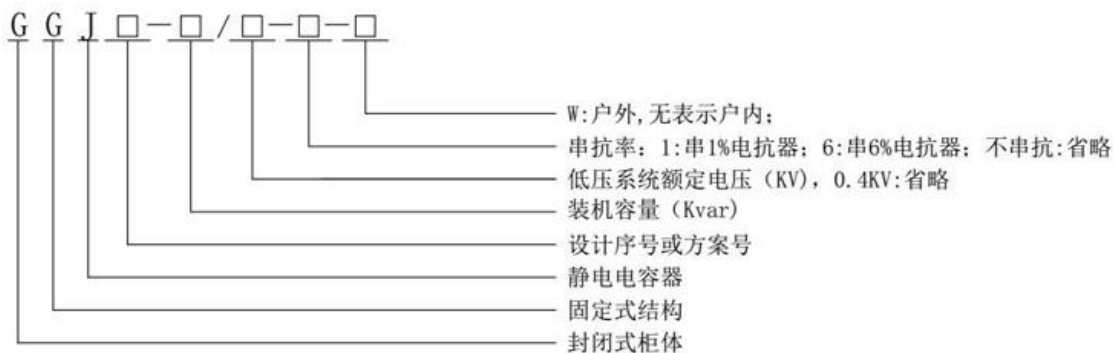 GGJ□-□/□-□-□
W:户外,无表示户内;
串抗率: 1:串1%电抗器; 6:串6%电抗器; 不串抗:省略
低压系统额定电压（KV), 0.4KV:省略
装机容量（Kvar)
设计序号或方案号
静电电容器
固定式结构
封闭式柜体